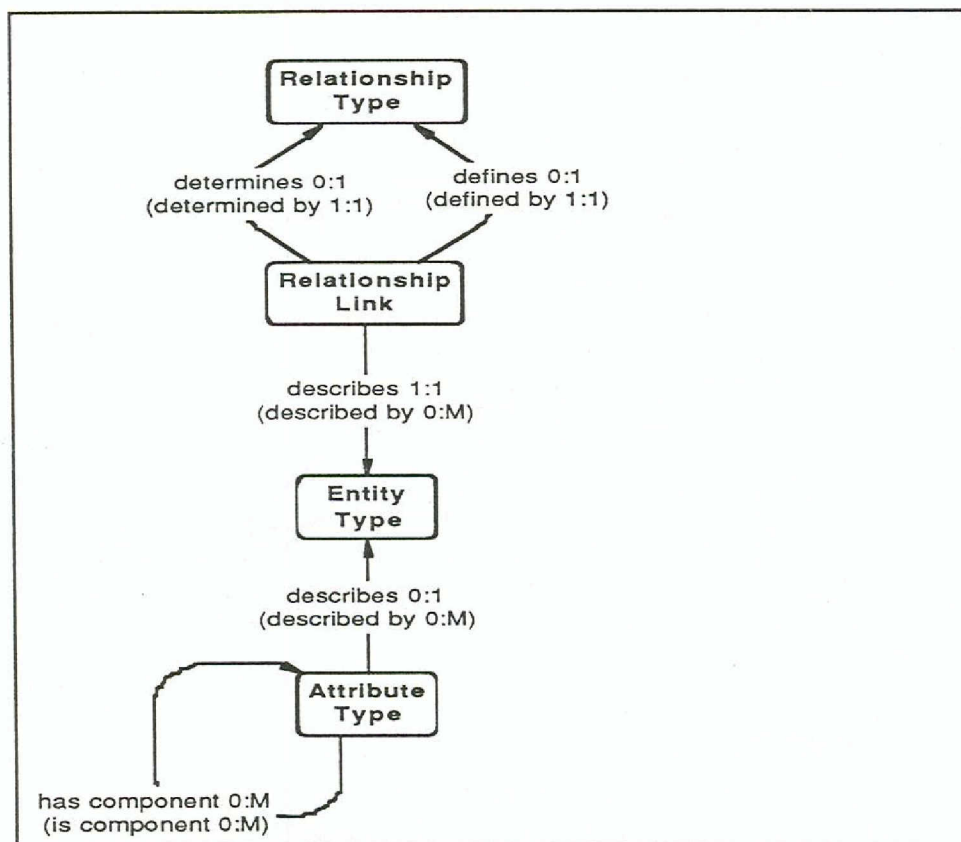 Relationship
Type
determines 0:1
(determined by 1:1)
defines 0:1
(defined by 1:1)
Relationship
Link
describes 1:1
(described by 0:M)
Entity
Type
describes 0:1
(described by 0:M)
Attribute
Type
has component 0:M
(is component 0:M)